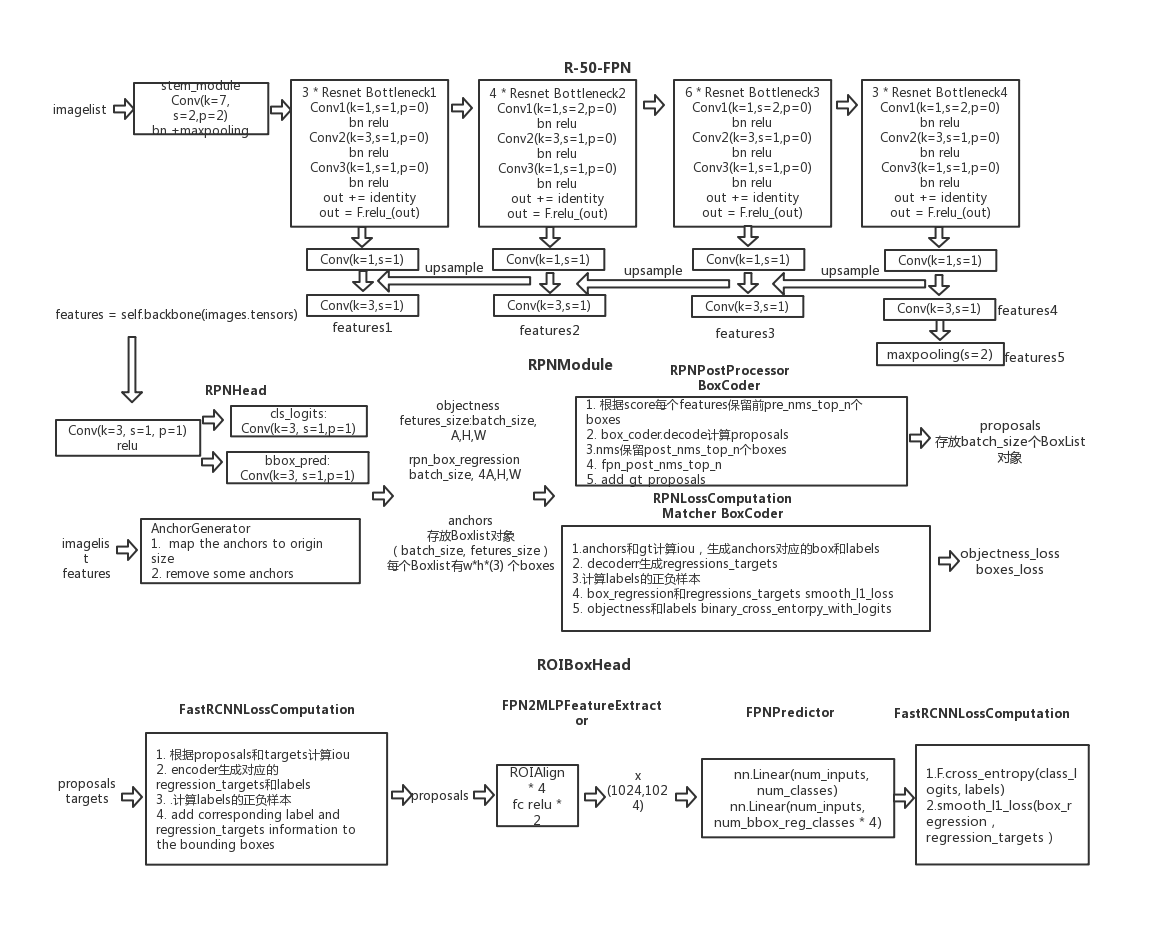 R-50-FPN
imagelist
stem_module
Conv(k=7,
s=2,p=2)
bn +maxpooling
3 * Resnet Bottleneck1
Conv1(k=1,s=1,p=0)
bn relu
Conv2(k=3,s=1,p=0)
bn relu
Conv3(k=1,s=1,p=0)
bn relu
out += identity
out = F.relu_(out)
4 * Resnet Bottleneck2
Conv1(k=1,s=2,p=0)
bn relu
Conv2(k=3,s=1,p=0)
bn relu
Conv3(k=1,s=1,p=0)
bn relu
out += identity
out = F.relu_(out)
6 * Resnet Bottleneck3
Conv1(k=1,s=2,p=0)
bn relu
Conv2(k=3,s=1,p=0)
bn relu
Conv3(k=1,s=1,p=0)
bn relu
out += identity
out = F.relu_(out)
3 * Resnet Bottleneck4
Conv1(k=1,s=2,p=0)
bn relu
Conv2(k=3,s=1,p=0)
bn relu
Conv3(k=1,s=1,p=0)
bn relu
out += identity
out = F.relu_(out)
Conv(k=1,s=1)
Conv(k=1,s=1)
Conv(k=1,s=1)
Conv(k=1,s=1)
upsample
upsample
upsample
Conv(k=3,s=1)
Conv(k=3,s=1)
Conv(k=3,s=1)
Conv(k=3,s=1)
features1
features2
features3
features4
maxpooling(s=2)
features5
features = self.backbone(images.tensors)
RPNModule
RPNHead
Conv(k=3, s=1, p=1)
relu
cls_logits:
Conv(k=3, s=1,p=1)
bbox_pred:
Conv(k=3, s=1,p=1)
imagelis
t
features
AnchorGenerator
1. map the anchors to origin
size
2. remove some anchors
objectness
fetures_size:batch_size,
A,H,W
rpn_box_regression
batch_size, 4A,H,W
anchors
存放Boxlist对象
( batch_size, fetures_size )
每个Boxlist有w*h*(3) 个boxes
RPNPostProcessor
BoxCoder
1. 根据score每个features保留前pre_nms_top_n个
boxes
2. box_coder.decode计算proposals
3.nms保留post_nms_top_n个boxes
4. fpn_post_nms_top_n
5. add_gt_proposals
proposals
存放batch_size个BoxList
对象
RPNLossComputation
Matcher BoxCoder
1.anchors和gt计算iou，生成anchors对应的box和labels
2. decoderr生成regressions_targets
3.计算labels的正负样本
4. box_regression和regressions_targets smooth_l1_loss
5. objectness和labels binary_cross_entorpy_with_logits
objectness_loss
boxes_loss
ROIBoxHead
FastRCNNLossComputation
proposals
targets
1. 根据proposals和targets计算iou
2. encoder生成对应的
regression_targets和labels
3. .计算labels的正负样本
4. add corresponding label and
regression_targets information to
the bounding boxes
proposals
FPN2MLPFeatureExtract
or
ROIAlign
* 4
fc relu *
2
x
(1024,102
4)
FPNPredictor
nn.Linear(num_inputs,
num_classes)
nn.Linear(num_inputs,
num_bbox_reg_classes * 4)
FastRCNNLossComputation
1.F.cross_entropy(class_l
ogits, labels)
2.smooth_l1_loss(box_r
egression，
regression_targets )